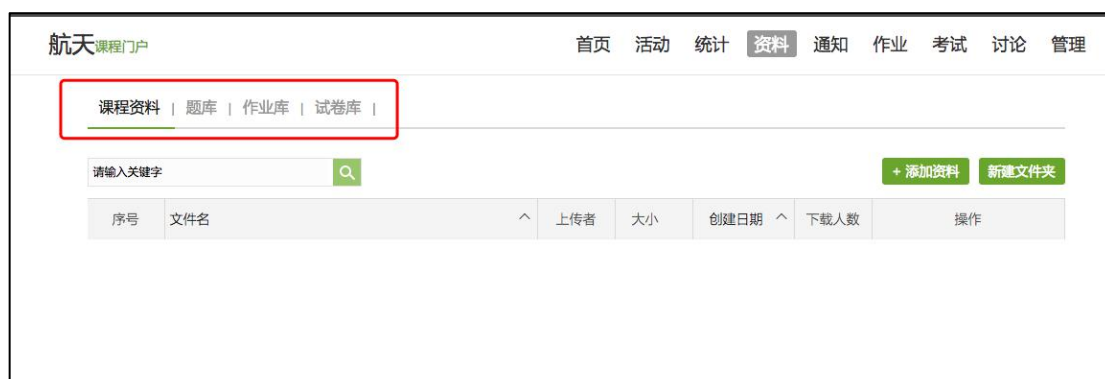 航天课程门户 首页 活动 统计 资料 通知 作业 考试 讨论 管理
课程资料 | 题库 | 作业库 | 试卷库 |
请输入关键字 + 添加资料 新建文件夹
序号 文件名 上传者 大小 创建日期 下载人数 操作